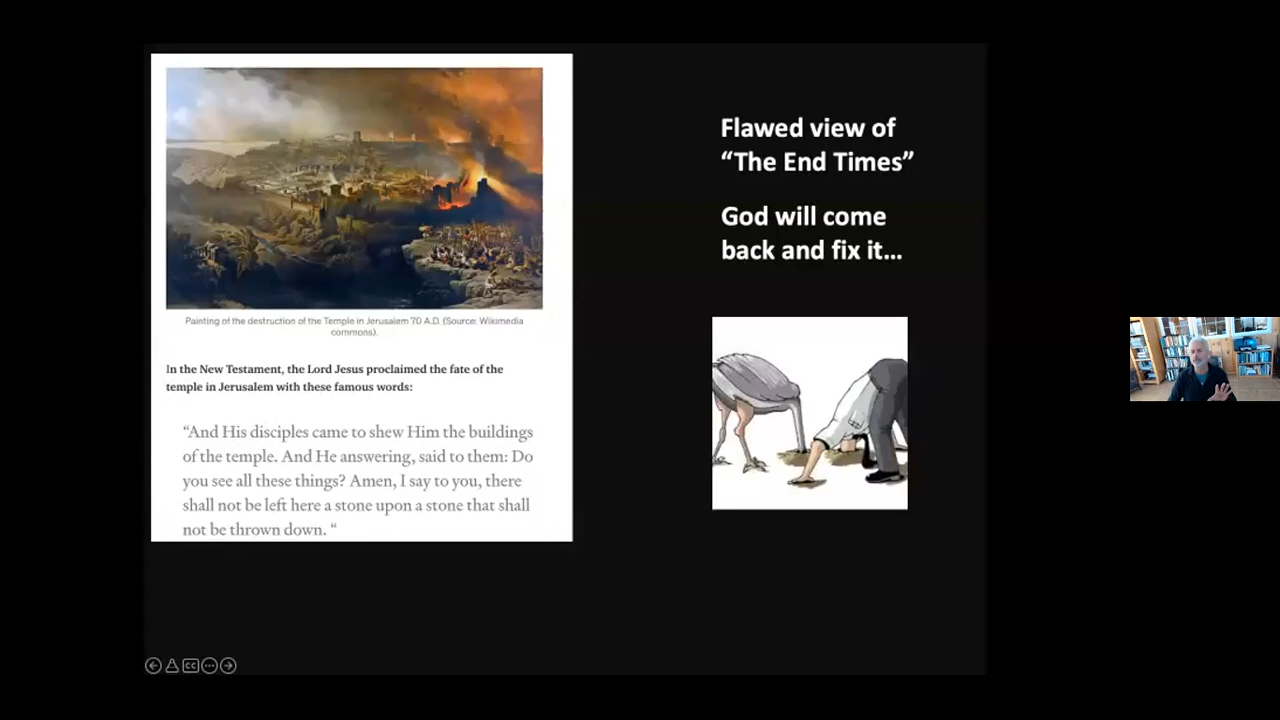 Painting of the destruction of the Temple in Jerusalem 70 A.D. (Source: Wikimedia
commons).
In the New Testament, the Lord Jesus proclaimed the fate of the
temple in Jerusalem with these famous words:
“And His disciples came to shew Him the buildings
of the temple. And He answering, said to them: Do
you see all these things? Amen, I say to you, there
shall not be left here a stone upon a stone that shall
not be thrown down. “
Flawed view of
“The End Times”
God will come
back and fix it...
CC